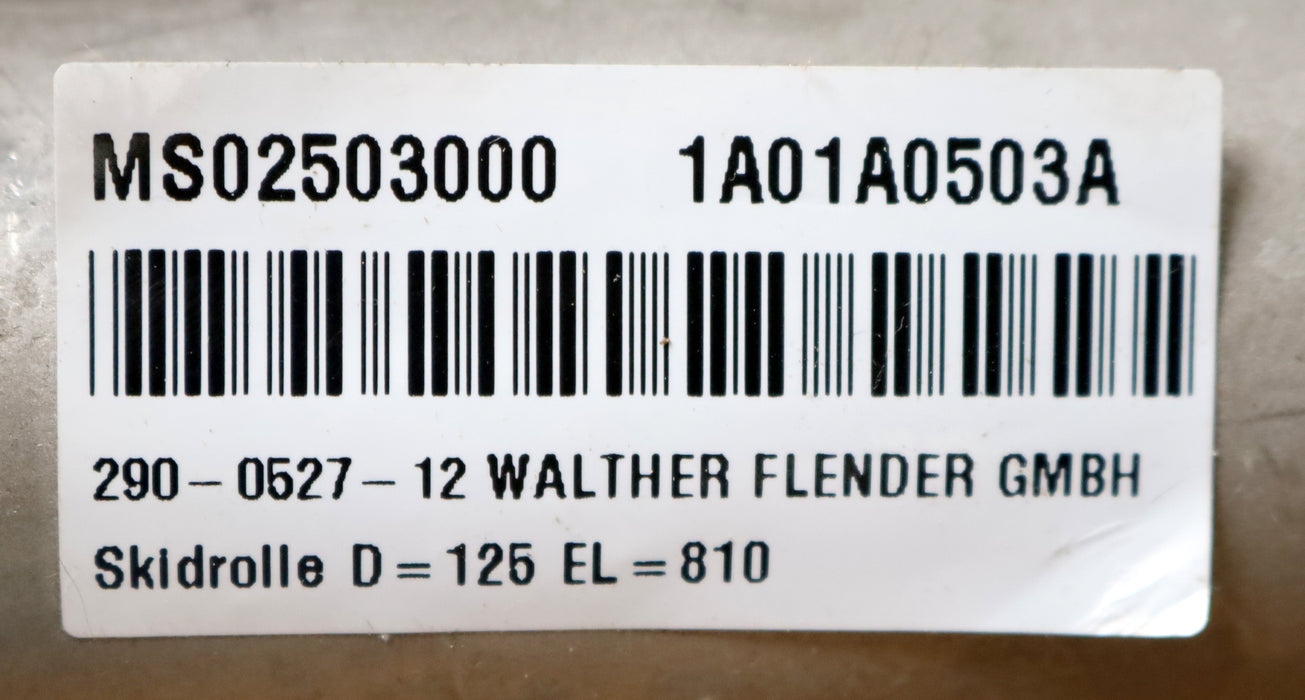 MS02503000 1A01A0503A
290-0527-12 WALTHER FLENDER GMBH
Skidrolle D=125 EL=810